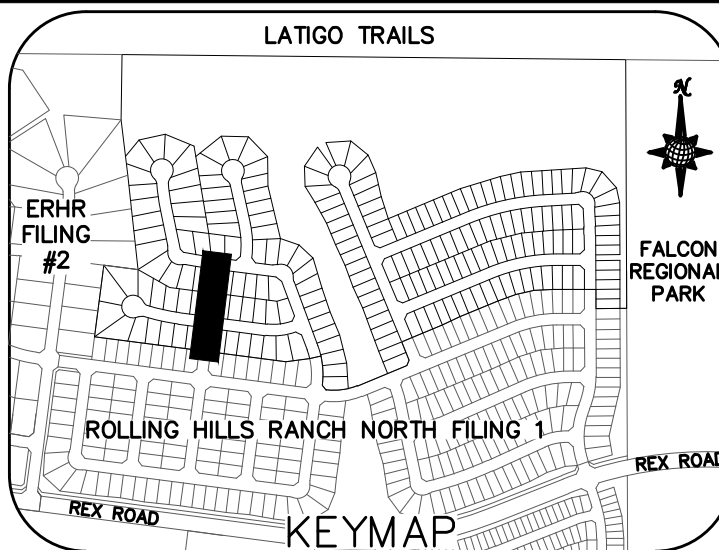 LATIGO TRAILS
N
ERHR
FILING
#2
FALCON
REGIONAL
PARK
ROLLING HILLS RANCH NORTH FILING 1
REX ROAD
REX ROAD
KEYMAP